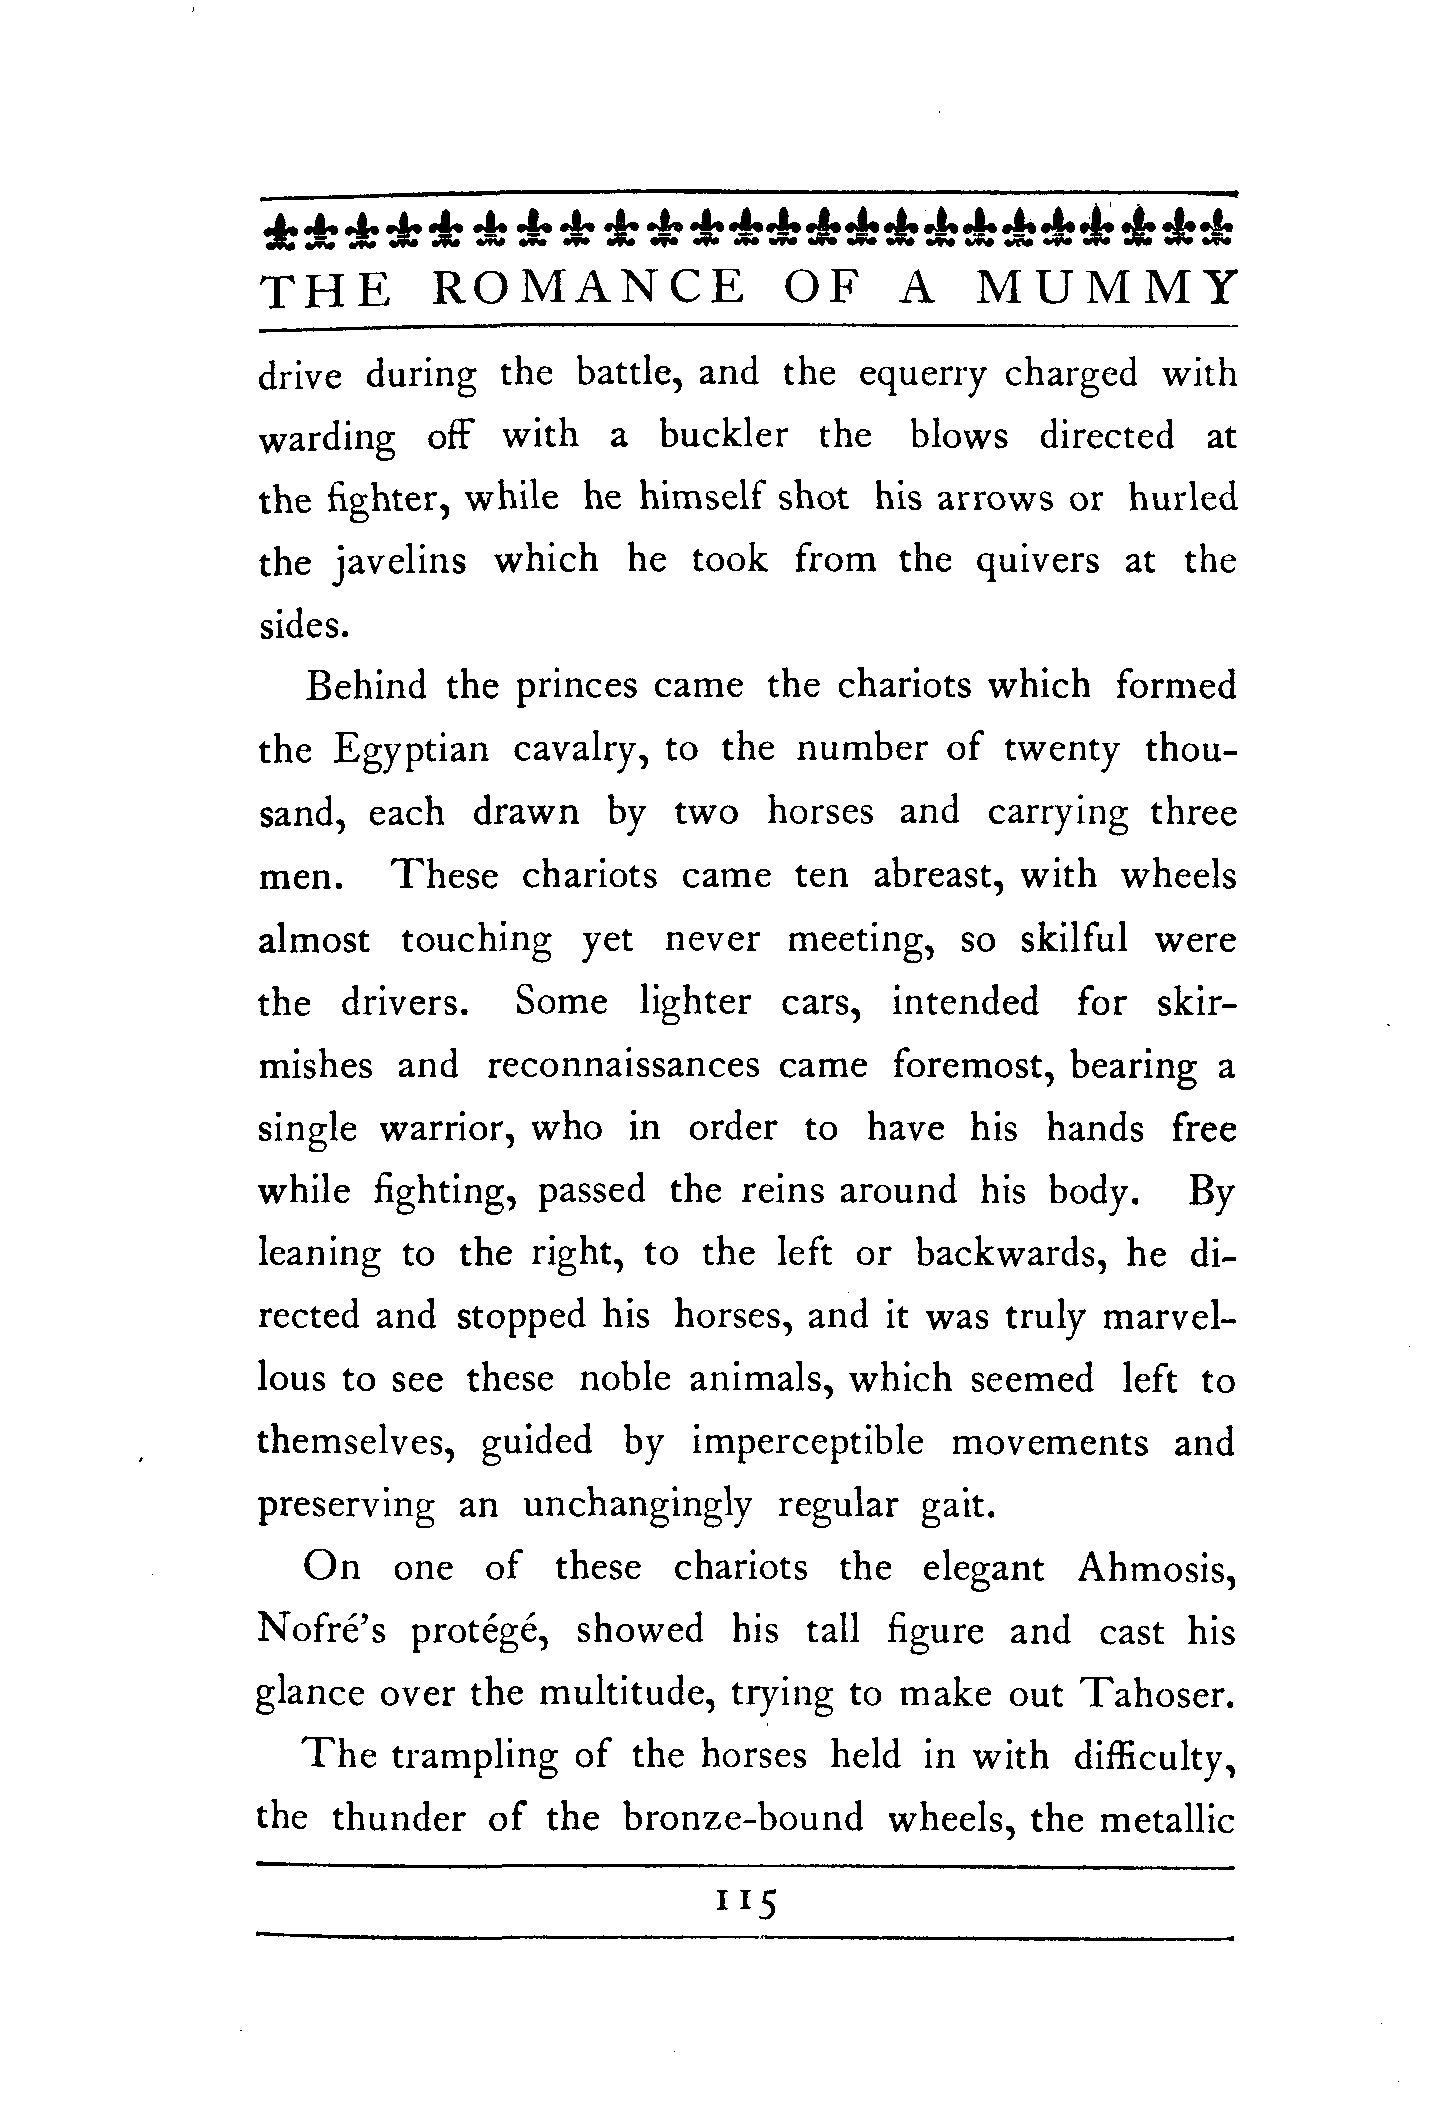 THE ROMANCE OF A MUMMY
drive during the battle, and the equerry charged with
warding off with a buckler the blows directed at
the fighter, while he himself shot his arrows or hurled
the javelins which he took from the quivers at the
sides.
Behind the princes came the chariots which formed
the Egyptian cavalry, to the number of twenty thou-
sand, each drawn by two horses and carrying three
men. These chariots came ten abreast, with wheels
almost touching yet never meeting, so skilful were
the drivers. Some lighter cars, intended for skir-
mishes and reconnaissances came foremost, bearing a
single warrior, who in order to have his hands free
while fighting, passed the reins around his body. By
leaning to the right, to the left or backwards, he di-
rected and stopped his horses, and it was truly marvel-
lous to see these noble animals, which seemed left to
themselves, guided by imperceptible movements and
preserving an unchangingly regular gait.
On one of these chariots the elegant Ahmosis,
Nofré's protégé, showed his tall figure and cast his
glance over the multitude, trying to make out Tahoser.
The trampling of the horses held in with difficulty,
the thunder of the bronze-bound wheels, the metallic
115